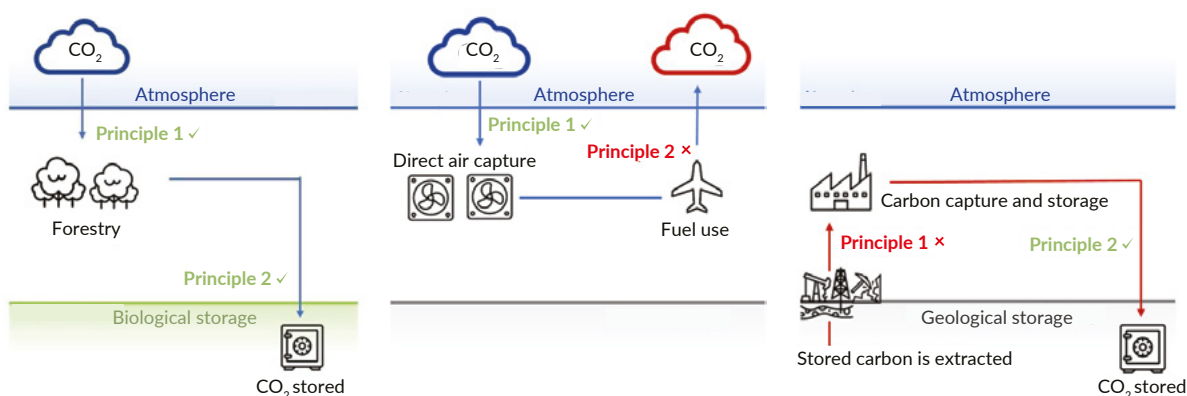 CO₂
Atmosphere
Principle 1 ✓
Forestry
Principle 2 ✓
Biological storage
CO₂ stored
CO₂
CO₂
Atmosphere
Principle 1 ✓
Principle 2 ×
Direct air capture
Fuel use
Atmosphere
Carbon capture and storage
Principle 1 ×
Principle 2 ✓
Geological storage
Stored carbon is extracted
CO₂ stored